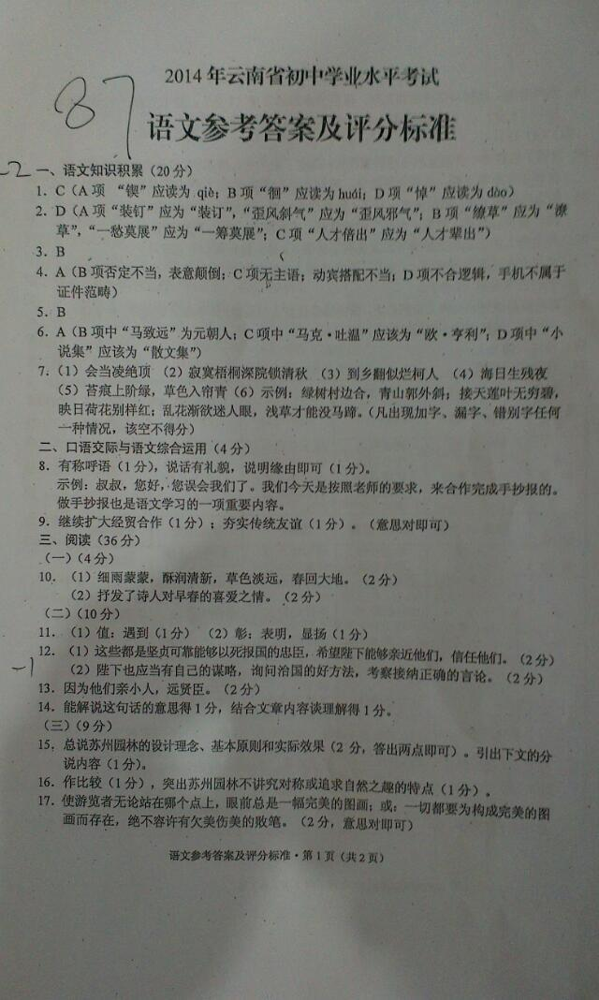 2014年云南省初中学业水平考试
87
语文参考答案及评分标准
-2
一、语文知识积累（20分）
1．C（A项 “锲”应读为 qiè；B项“徊”应读为huái；D项“悼”应读为dào）
2．D（A项“装钉”应为“装订”，“歪风斜气”应为“歪风邪气”；B项“缭草”应为“潦
草”，“一愁莫展”应为“一筹莫展”；C项“人才倍出”应为“人才辈出”）
3．B
4．A（B项否定不当，表意颠倒；C项无主语；动宾搭配不当；D项不合逻辑，手机不属于
证件范畴）
5．B
6．A（B项中“马致远”为元朝人；C项中“马克·吐温”应该为“欧·亨利”；D项中“小
说集”应该为“散文集”）
7．（1）会当凌绝顶 （2）寂寞梧桐深院锁清秋 （3）到乡翻似烂柯人 （4）海日生残夜
（5）苔痕上阶绿，草色入帘青（6）示例：绿树村边合，青山郭外斜；接天莲叶无穷碧，
映日荷花别样红；乱花渐欲迷人眼，浅草才能没马蹄。（凡出现加字、漏字、错别字任何
一种情况，该空不得分）
二、口语交际与语文综合运用（4分）
8．有称呼语（1分），说话有礼貌，说明缘由即可（1分）。
示例：叔叔，您好，您误会我们了。我们今天是按照老师的要求，来合作完成手抄报的。
做手抄报也是语文学习的一项重要内容。
9．继续扩大经贸合作（1分）；夯实传统友谊（1分）。（意思对即可）
三、阅读（36分）
（一）（4分）
10．（1）细雨蒙蒙，酥润清新，草色淡远，春回大地。（2分）
（2）抒发了诗人对早春的喜爱之情。（2分）
（二）（10分）
11．（1）值：遇到（1分） （2）彰：表明，显扬（1分）
12．（1）这些都是坚贞可靠能够以死报国的忠臣，希望陛下能够亲近他们，信任他们。（2分）
-1
（2）陛下也应当有自己的谋略，询问治国的好方法，考察接纳正确的言论。（2分）
13．因为他们亲小人，远贤臣。（2分）
14．能解说这句话的意思得1分，结合文章内容谈理解得1分。
（三）（9分）
15．总说苏州园林的设计理念、基本原则和实际效果（2分，答出两点即可）。引出下文的分
说内容（1分）。
16．作比较（1分），突出苏州园林不讲究对称或追求自然之趣的特点（1分）。
17．使游览者无论站在哪个点上，眼前总是一幅完美的图画；或：一切都要为构成完美的图
画而存在，绝不容许有欠美伤美的败笔。（2分，意思对即可）
语文参考答案及评分标准·第1页（共2页）